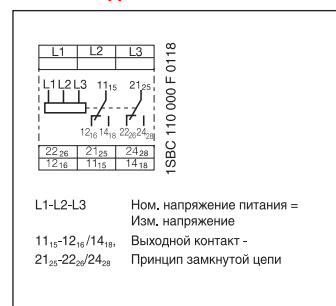 L1 L2 L3
L1 L2 L3 11₁₅ 21₂₅
12₁₆ 14₁₈ 22₂₆ 24₂₈
22₂₆ 21₂₅ 24₂₈
12₁₆ 11₁₅ 14₁₈
1SBC 110 000 F 0118
L1-L2-L3 Ном. напряжение питания =
Изм. напряжение
11₁₅-12₁₆/14₁₈, Выходной контакт -
21₂₅-22₂₆/24₂₈ Принцип замкнутой цепи